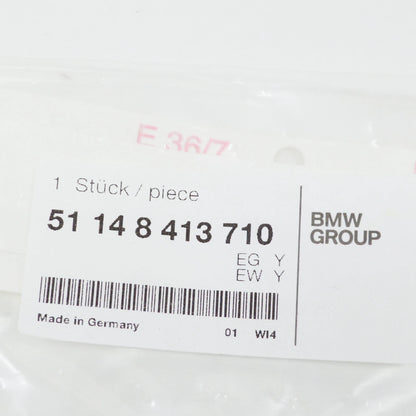 E 36/7
1 Stück / piece
51 14 8 413 710
EG Y
EW Y
BMW
GROUP
Made in Germany
01 WI4